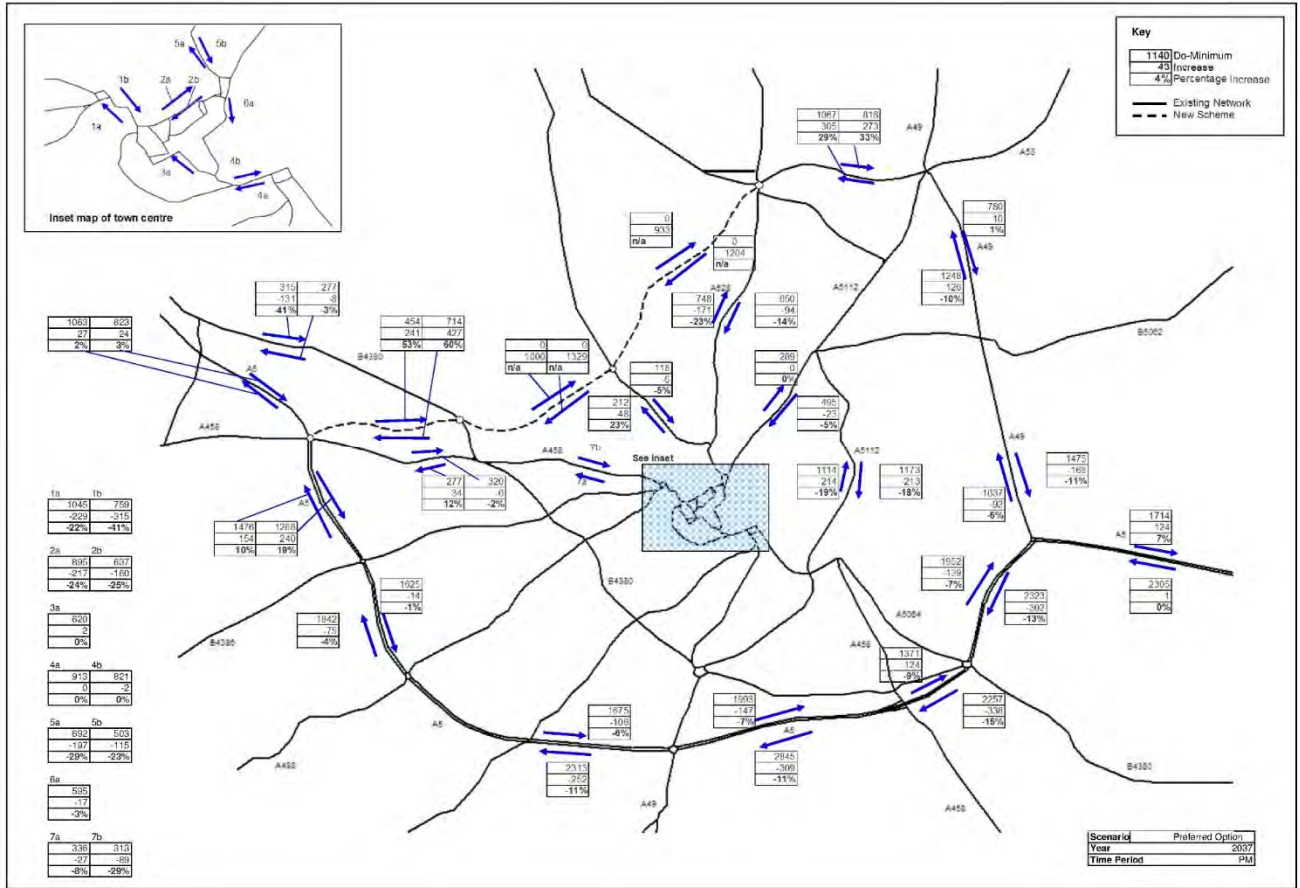 5a 5b
1b 2a 2b
6a
1a
3a
4b
4a
Inset map of town centre
Key
1140 Do-Minimum
43 Increase
4% Percentage Increase
Existing Network
New Scheme
1067 816
305 273
29% 33%
A49
A53
780
10
1%
A49
1248
126
-10%
0
933
n/a
0
1204
n/a
A528
748
-171
-23%
650
-94
-14%
A5112
B5062
315 277
-131 -8
-41% -3%
1063 823
27 24
2% 3%
A5
B4380
454 714
241 427
53% 60%
0 0
1000 1329
n/a n/a
118
-6
-5%
212
48
23%
289
0
0%
495
-23
-5%
A458
A458
7b
7a
See Inset
277 320
34 -6
12% -2%
A5112
1114
214
-19%
1173
-213
-18%
A49
1475
-168
-11%
1037
-92
-6%
1714
124
7%
A5
2305
1
0%
A5
1476 1268
154 240
10% 19%
1625
-14
-1%
1842
-75
-4%
B4386
B4380
1952
-139
-7%
2323
-302
-13%
A5064
A458
1371
124
-9%
2257
-338
-15%
1993
-147
-7%
A5
2845
-309
-11%
1675
-106
-6%
A5
2313
-252
-11%
A488
A49
A458
B4380
1a 1b
1045 759
-229 -315
-22% -41%
2a 2b
895 637
-217 -160
-24% -25%
3a
620
2
0%
4a 4b
913 821
0 -2
0% 0%
5a 5b
692 503
-197 -115
-29% -23%
6a
595
-17
-3%
7a 7b
336 313
-27 -89
-8% -29%
Scenario Preferred Option
Year 2037
Time Period PM